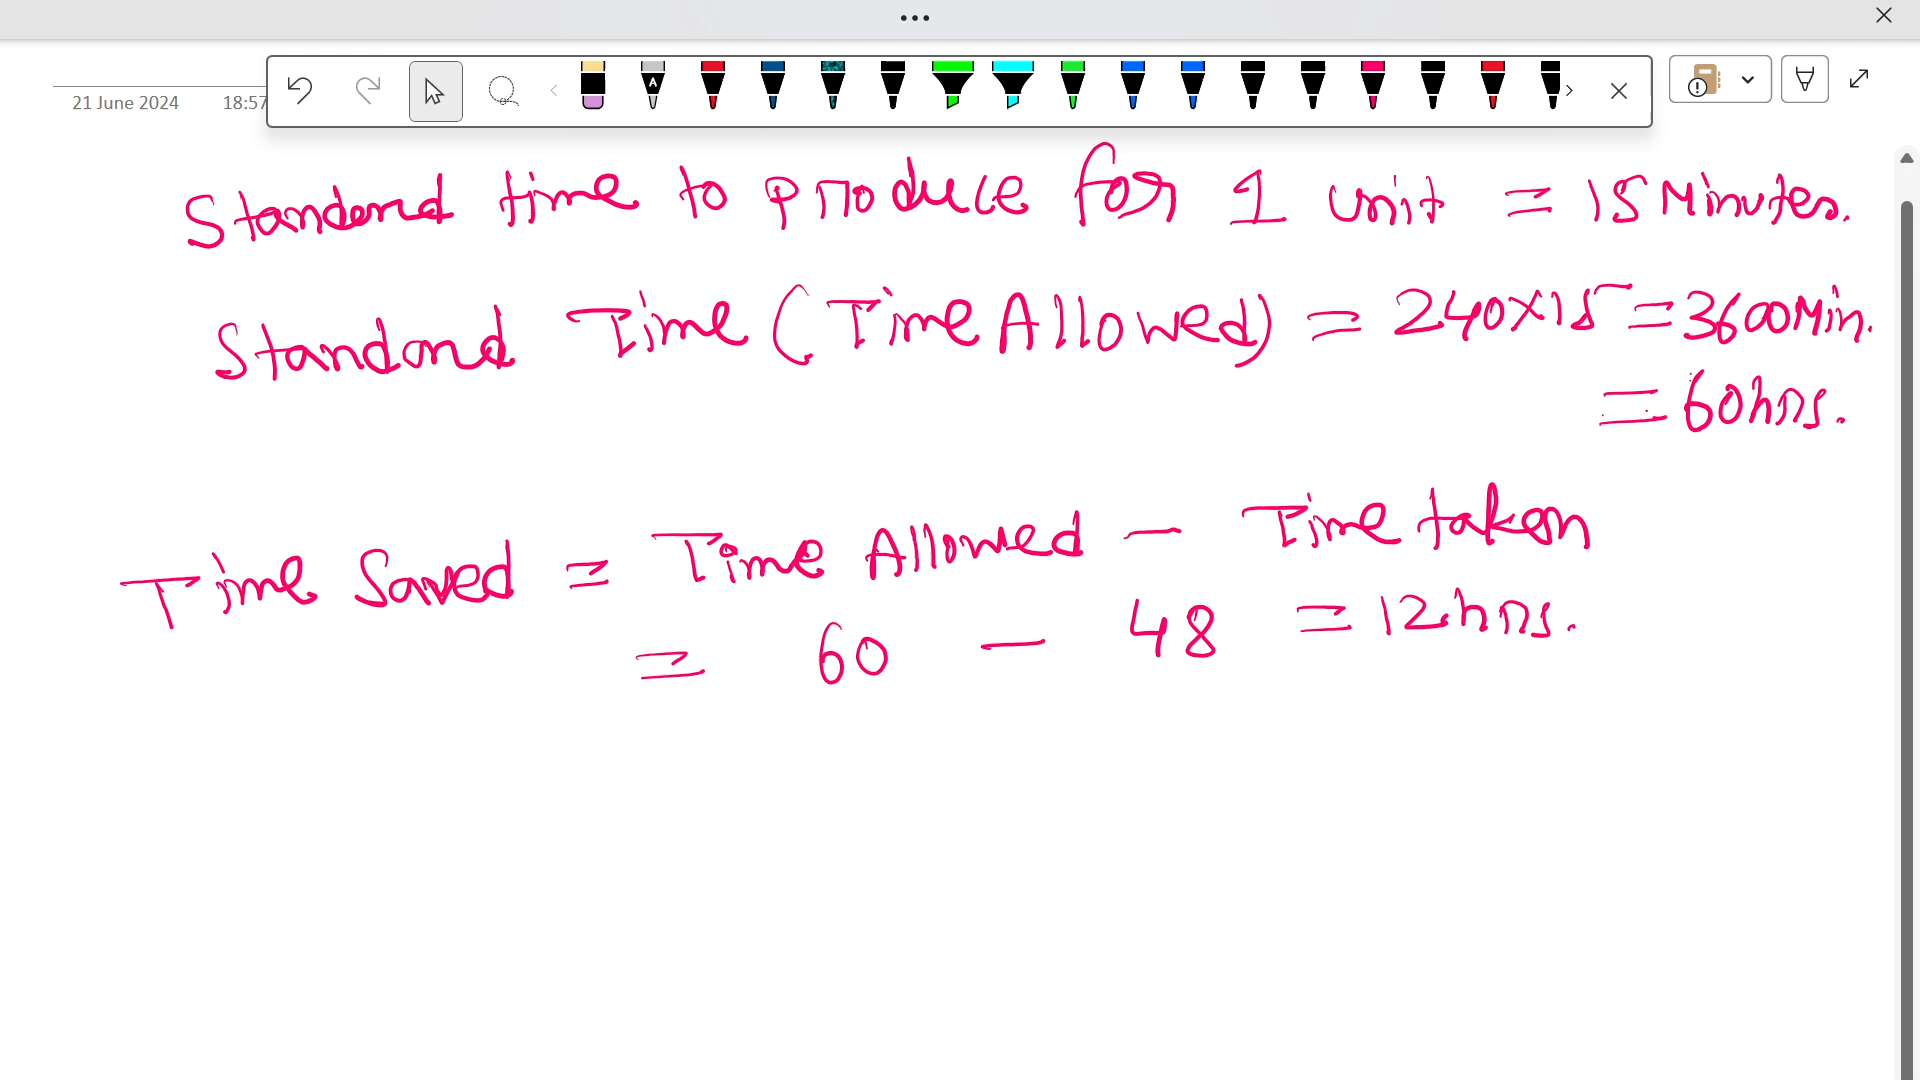 21 June 2024 18:57
Standard time to produce for 1 unit = 15 Minutes.
Standard Time (Time Allowed) = 240×15 = 3600 Min.
= 60 hrs.
Time Saved = Time Allowed — Time taken
= 60 — 48 = 12 hrs.